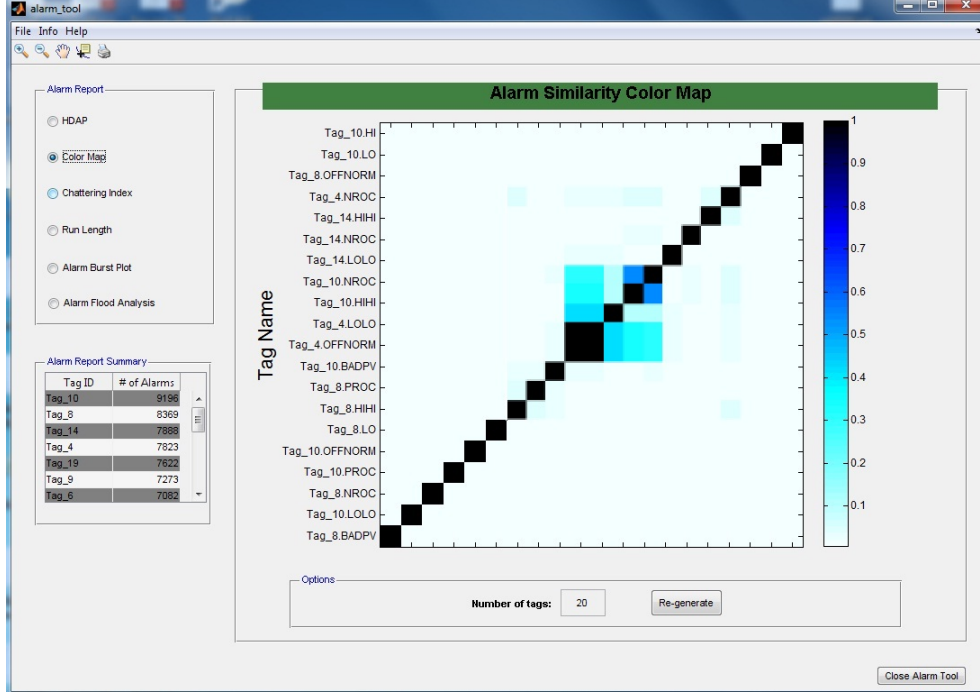 alarm_tool
File Info Help
Alarm Report
HDAP
Color Map
Chattering Index
Run Length
Alarm Burst Plot
Alarm Flood Analysis
Alarm Report Summary
Tag ID # of Alarms
Tag_10 9196
Tag_8 8369
Tag_14 7888
Tag_4 7823
Tag_19 7622
Tag_9 7273
Tag_6 7082
Alarm Similarity Color Map
Tag Name
Tag_10.HI
Tag_10.LO
Tag_8.OFFNORM
Tag_4.NROC
Tag_14.HIHI
Tag_14.NROC
Tag_14.LOLO
Tag_10.NROC
Tag_10.HIHI
Tag_4.LOLO
Tag_4.OFFNORM
Tag_10.BADPV
Tag_8.PROC
Tag_8.HIHI
Tag_8.LO
Tag_10.OFFNORM
Tag_10.PROC
Tag_8.NROC
Tag_10.LOLO
Tag_8.BADPV
1
0.9
0.8
0.7
0.6
0.5
0.4
0.3
0.2
0.1
Options
Number of tags: 20 Re-generate
Close Alarm Tool